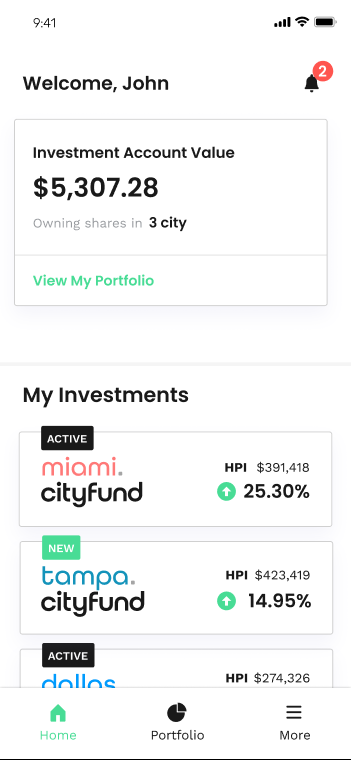 9:41
Welcome, John
2
Investment Account Value
$5,307.28
Owning shares in 3 city
View My Portfolio
My Investments
ACTIVE
miami.
cityfund
HPI $391,418
25.30%
NEW
tampa.
cityfund
HPI $423,419
14.95%
ACTIVE
dallas
HPI $274,326
Home
Portfolio
More